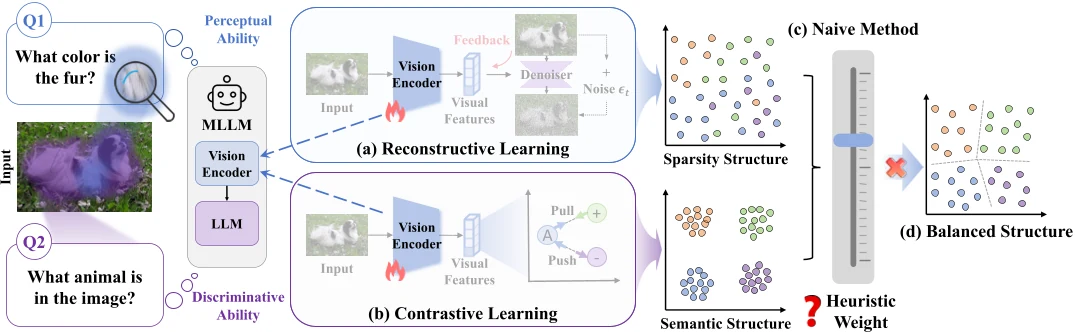 Q1
What color is
the fur?
Input
Q2
What animal is
in the image?
Perceptual
Ability
MLLM
Vision
Encoder
LLM
Discriminative
Ability
Input
Vision
Encoder
Visual
Features
Feedback
Denoiser
+
Noise ϵt
(a) Reconstructive Learning
Input
Vision
Encoder
Visual
Features
Pull
+
A
Push
-
(b) Contrastive Learning
Sparsity Structure
Semantic Structure
(c) Naive Method
?
Heuristic
Weight
(d) Balanced Structure